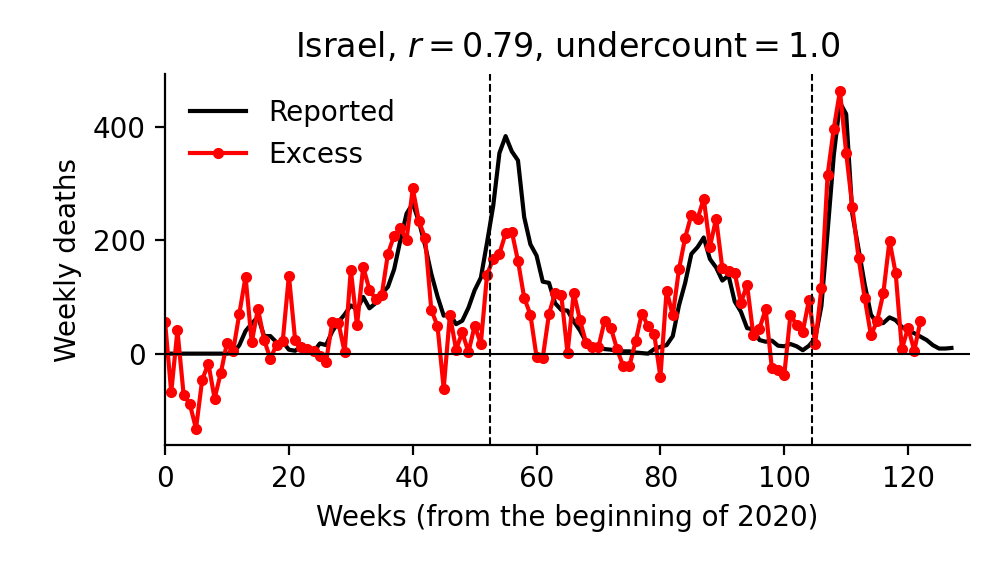 Israel, r = 0.79, undercount = 1.0
Reported
Excess
Weekly deaths
400
200
0
0 20 40 60 80 100 120
Weeks (from the beginning of 2020)